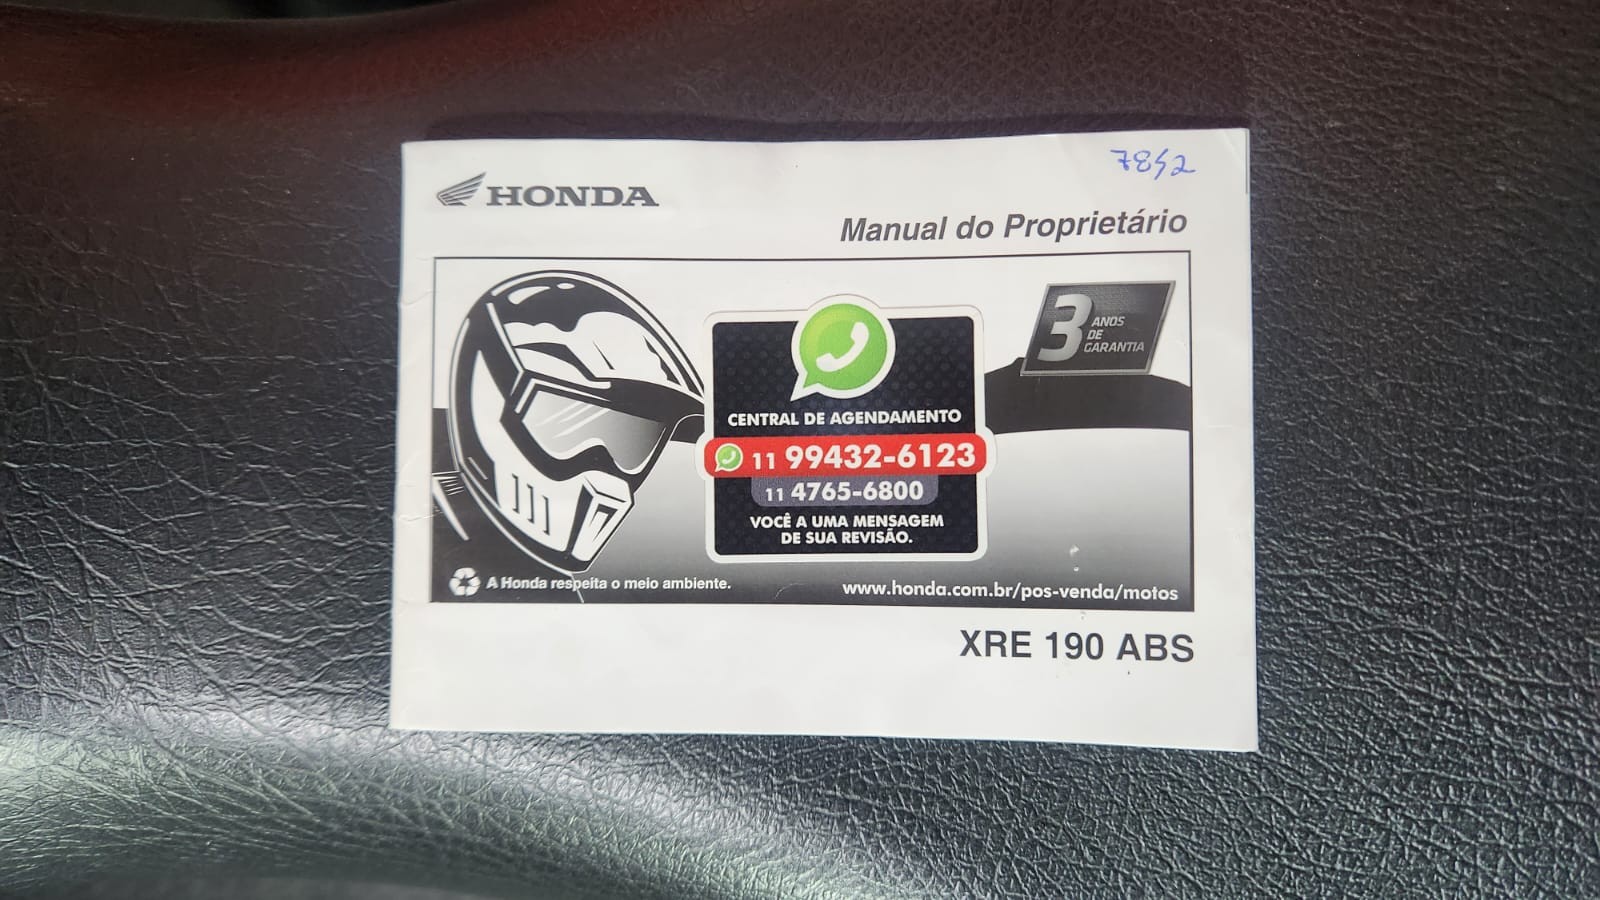 7852
HONDA
Manual do Proprietário
3 ANOS
DE
GARANTIA
CENTRAL DE AGENDAMENTO
11 99432-6123
11 4765-6800
VOCÊ A UMA MENSAGEM
DE SUA REVISÃO.
A Honda respeita o meio ambiente.
www.honda.com.br/pos-venda/motos
XRE 190 ABS